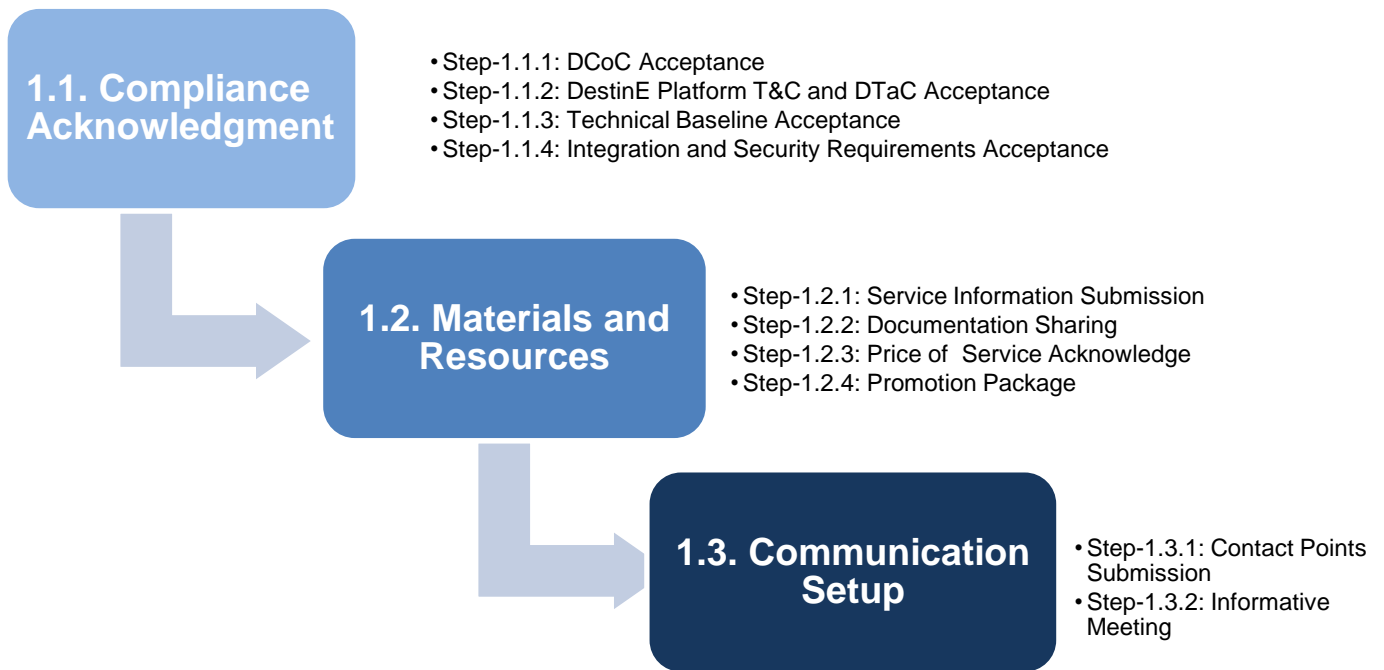 1.1. Compliance
Acknowledgment
• Step-1.1.1: DCoC Acceptance
• Step-1.1.2: DestinE Platform T&C and DTaC Acceptance
• Step-1.1.3: Technical Baseline Acceptance
• Step-1.1.4: Integration and Security Requirements Acceptance
1.2. Materials and
Resources
• Step-1.2.1: Service Information Submission
• Step-1.2.2: Documentation Sharing
• Step-1.2.3: Price of  Service Acknowledge
• Step-1.2.4: Promotion Package
1.3. Communication
Setup
• Step-1.3.1: Contact Points
Submission
• Step-1.3.2: Informative
Meeting